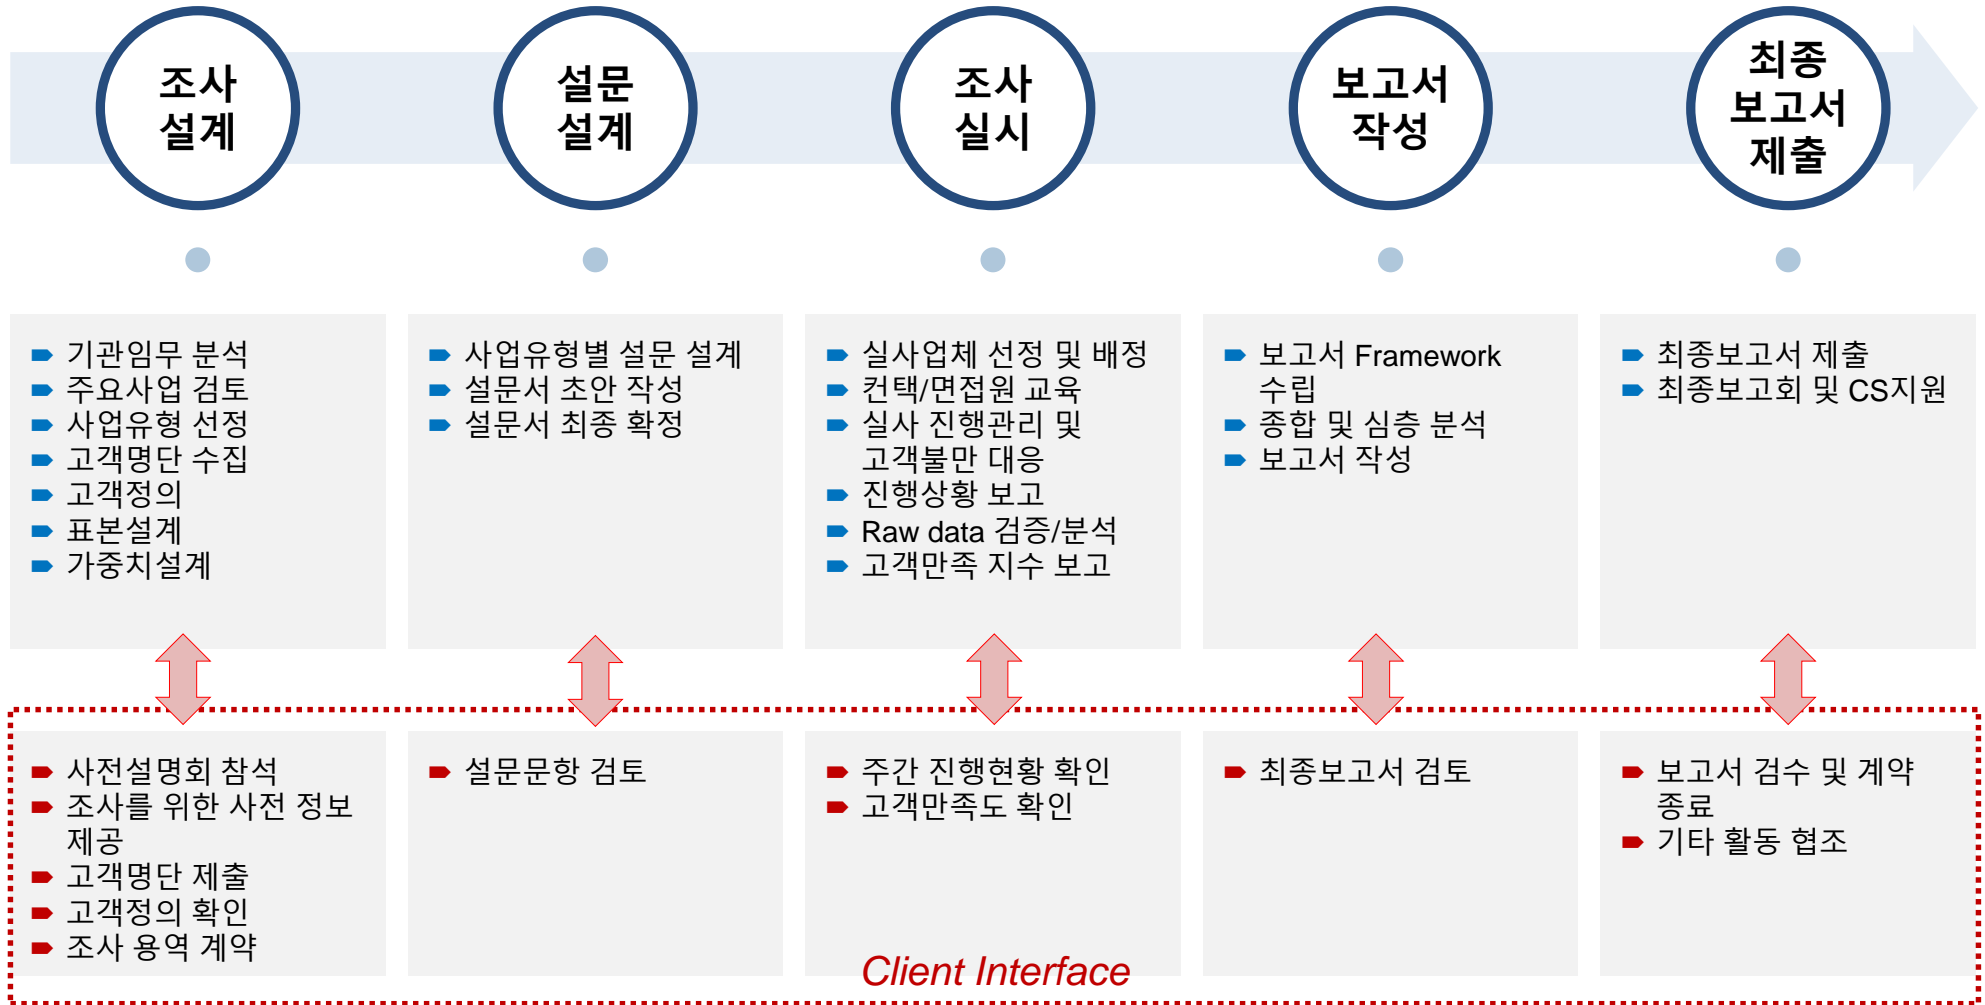 조사
설계
설문
설계
조사
실시
보고서
작성
최종
보고서
제출
기관임무 분석
주요사업 검토
사업유형 선정
고객명단 수집
고객정의
표본설계
가중치설계
사업유형별 설문 설계
설문서 초안 작성
설문서 최종 확정
실사업체 선정 및 배정
컨택/면접원 교육
실사 진행관리 및
고객불만 대응
진행상황 보고
Raw data 검증/분석
고객만족 지수 보고
보고서 Framework
수립
종합 및 심층 분석
보고서 작성
최종보고서 제출
최종보고회 및 CS지원
사전설명회 참석
조사를 위한 사전 정보
제공
고객명단 제출
고객정의 확인
조사 용역 계약
설문문항 검토
주간 진행현황 확인
고객만족도 확인
최종보고서 검토
보고서 검수 및 계약
종료
기타 활동 협조
Client Interface